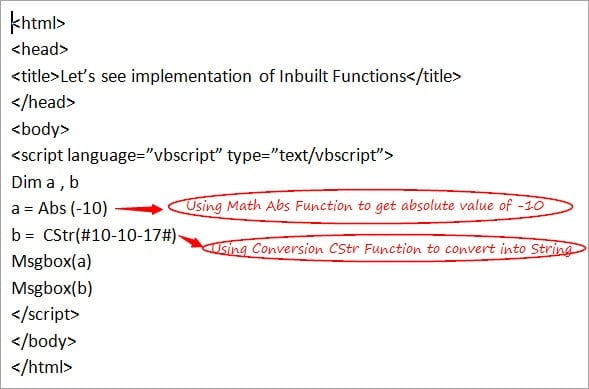 <html>
<head>
<title>Let’s see implementation of Inbuilt Functions</title>
</head>
<body>
<script language=”vbscript” type=”text/vbscript”>
Dim a , b
a = Abs (-10) Using Math Abs Function to get absolute value of -10
b =  CStr(#10-10-17#) Using Conversion CStr Function to convert into String
Msgbox(a)
Msgbox(b)
</script>
</body>
</html>